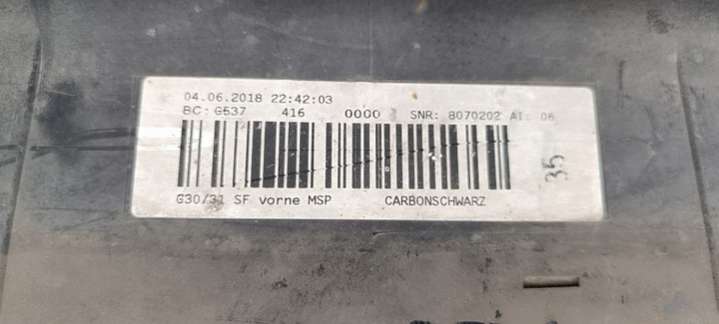 04.06.2018 22:42:03
BC: G537 416 0000 SNR: 8070202 AI: 06
35
G30/31 SF vorne MSP CARBONSCHWARZ